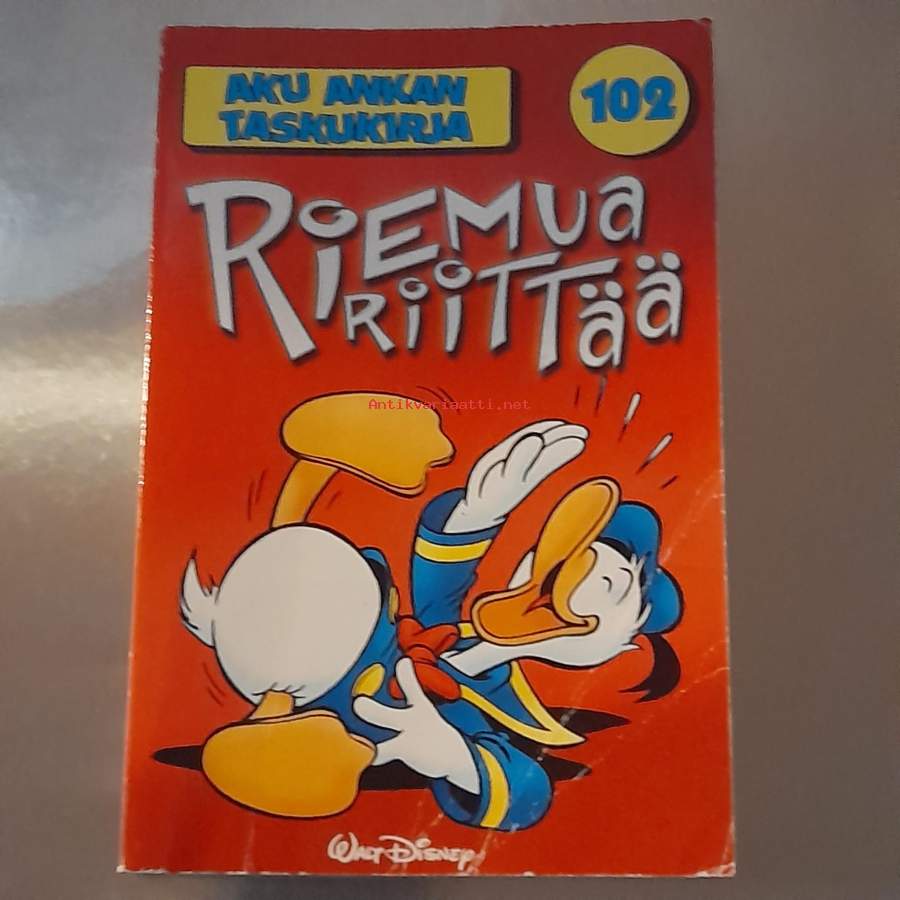 AKU ANKAN
TASKUKIRJA
102
RiEMUa
RiiTTää
Antikvariaatti.net
WALT DISNEY